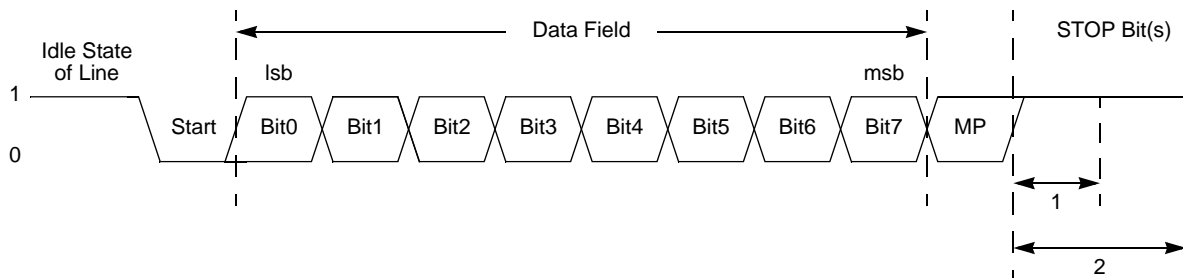 Data Field
STOP Bit(s)
Idle State
of Line
lsb
msb
1
Start
Bit0
Bit1
Bit2
Bit3
Bit4
Bit5
Bit6
Bit7
MP
0
1
2